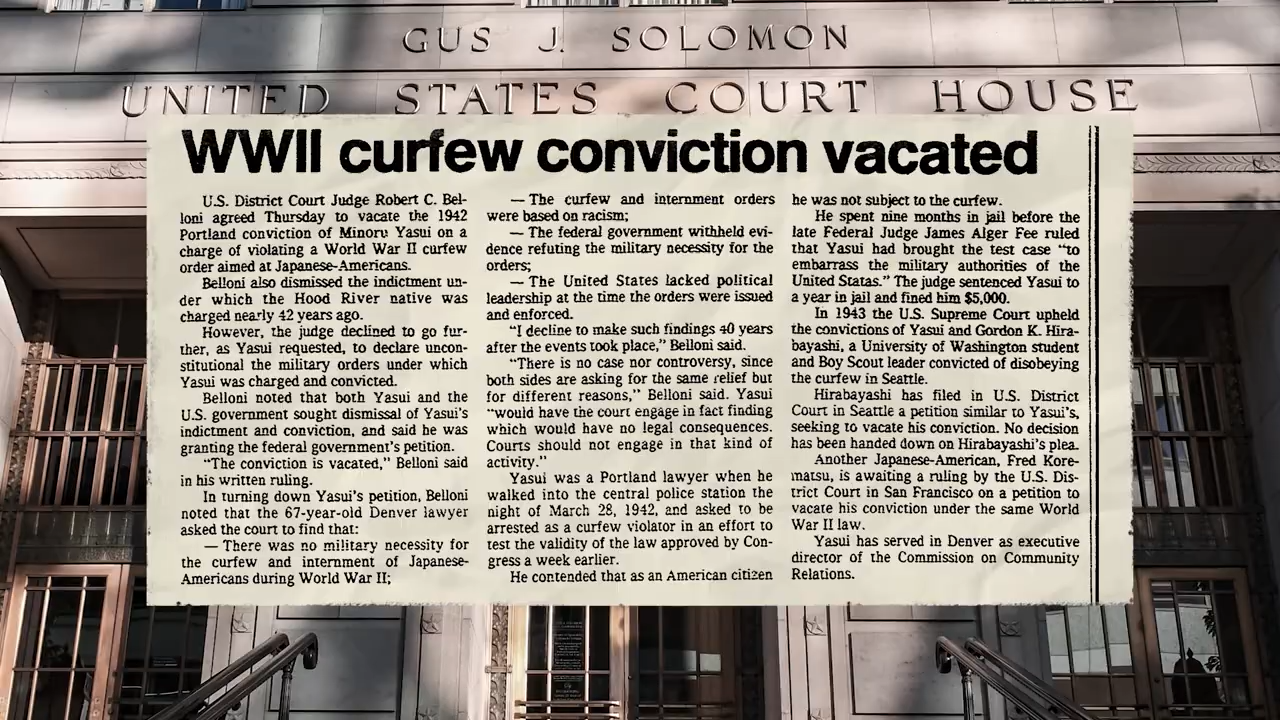 GUS J. SOLOMON
UNITED STATES COURT HOUSE
WWII curfew conviction vacated
U.S. District Court Judge Robert C. Bel-
loni agreed Thursday to vacate the 1942
Portland conviction of Minoru Yasui on a
charge of violating a World War II curfew
order aimed at Japanese-Americans.
Belloni also dismissed the indictment un-
der which the Hood River native was
charged nearly 42 years ago.
However, the judge declined to go fur-
ther, as Yasui requested, to declare uncon-
stitutional the military orders under which
Yasui was charged and convicted.
Belloni noted that both Yasui and the
U.S. government sought dismissal of Yasui's
indictment and conviction, and said he was
granting the federal government's petition.
"The conviction is vacated," Belloni said
in his written ruling.
In turning down Yasui's petition, Belloni
noted that the 67-year-old Denver lawyer
asked the court to find that:
— There was no military necessity for
the curfew and internment of Japanese-
Americans during World War II;
— The curfew and internment orders
were based on racism;
— The federal government withheld evi-
dence refuting the military necessity for the
orders;
— The United States lacked political
leadership at the time the orders were issued
and enforced.
"I decline to make such findings 40 years
after the events took place," Belloni said.
"There is no case nor controversy, since
both sides are asking for the same relief but
for different reasons," Belloni said. Yasui
"would have the court engage in fact finding
which would have no legal consequences.
Courts should not engage in that kind of
activity."
Yasui was a Portland lawyer when he
walked into the central police station the
night of March 28, 1942, and asked to be
arrested as a curfew violator in an effort to
test the validity of the law approved by Con-
gress a week earlier.
He contended that as an American citizen
he was not subject to the curfew.
He spent nine months in jail before the
late Federal Judge James Alger Fee ruled
that Yasui had brought the test case "to
embarrass the military authorities of the
United Statas." The judge sentenced Yasui to
a year in jail and fined him $5,000.
In 1943 the U.S. Supreme Court upheld
the convictions of Yasui and Gordon K. Hira-
bayashi, a University of Washington student
and Boy Scout leader convicted of disobeying
the curfew in Seattle.
Hirabayashi has filed in U.S. District
Court in Seattle a petition similar to Yasui's,
seeking to vacate his conviction. No decision
has been handed down on Hirabayashi's plea.
Another Japanese-American, Fred Kore-
matsu, is awaiting a ruling by the U.S. Dis-
trict Court in San Francisco on a petition to
vacate his conviction under the same World
War II law.
Yasui has served in Denver as executive
director of the Commission on Community
Relations.